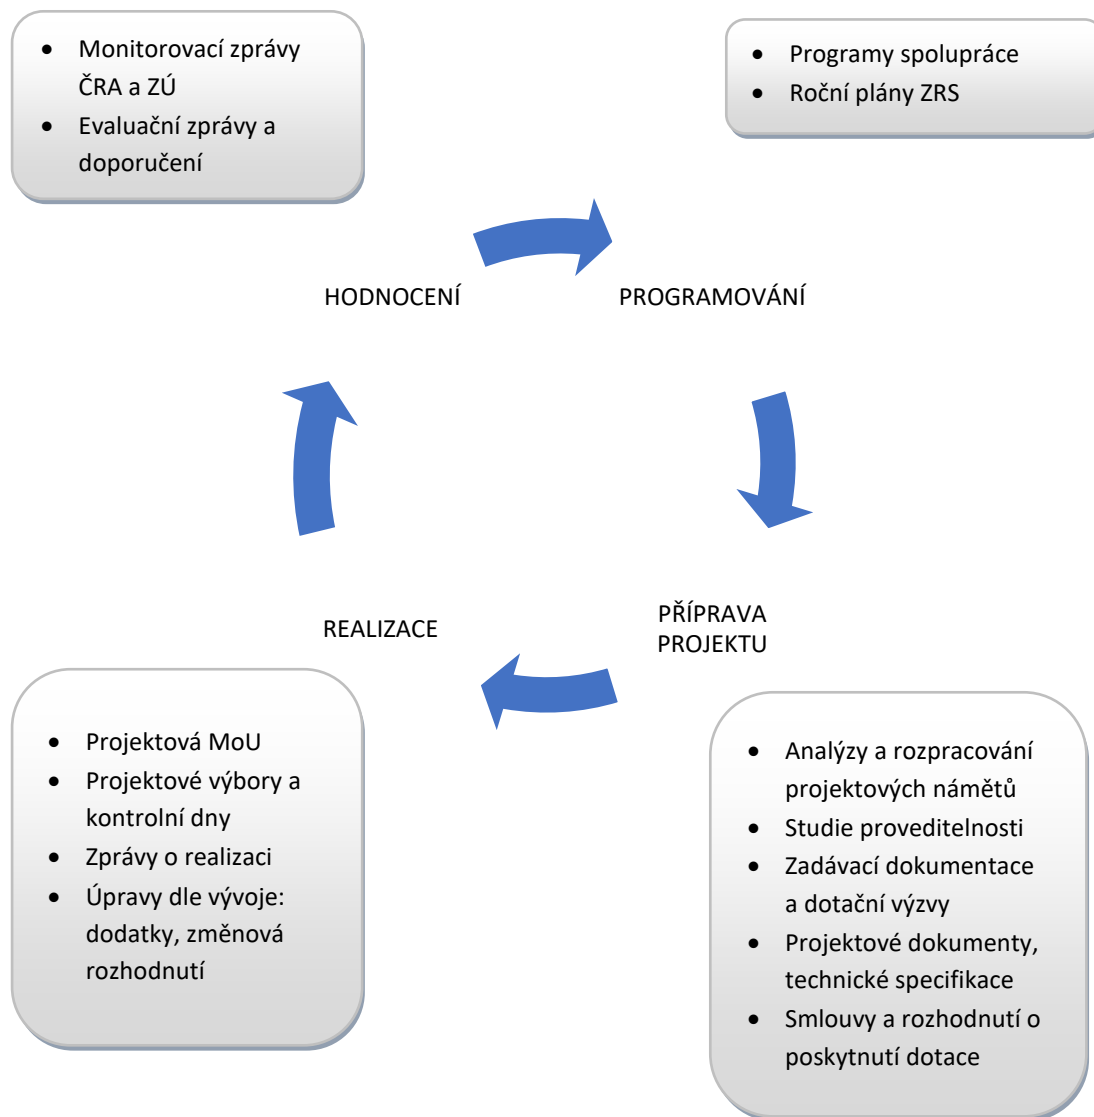 • Monitorovací zprávy
ČRA a ZÚ
• Evaluační zprávy a
doporučení
• Programy spolupráce
• Roční plány ZRS
HODNOCENÍ
PROGRAMOVÁNÍ
REALIZACE
PŘÍPRAVA
PROJEKTU
• Projektová MoU
• Projektové výbory a
kontrolní dny
• Zprávy o realizaci
• Úpravy dle vývoje:
dodatky, změnová
rozhodnutí
• Analýzy a rozpracování
projektových námětů
• Studie proveditelnosti
• Zadávací dokumentace
a dotační výzvy
• Projektové dokumenty,
technické specifikace
• Smlouvy a rozhodnutí o
poskytnutí dotace